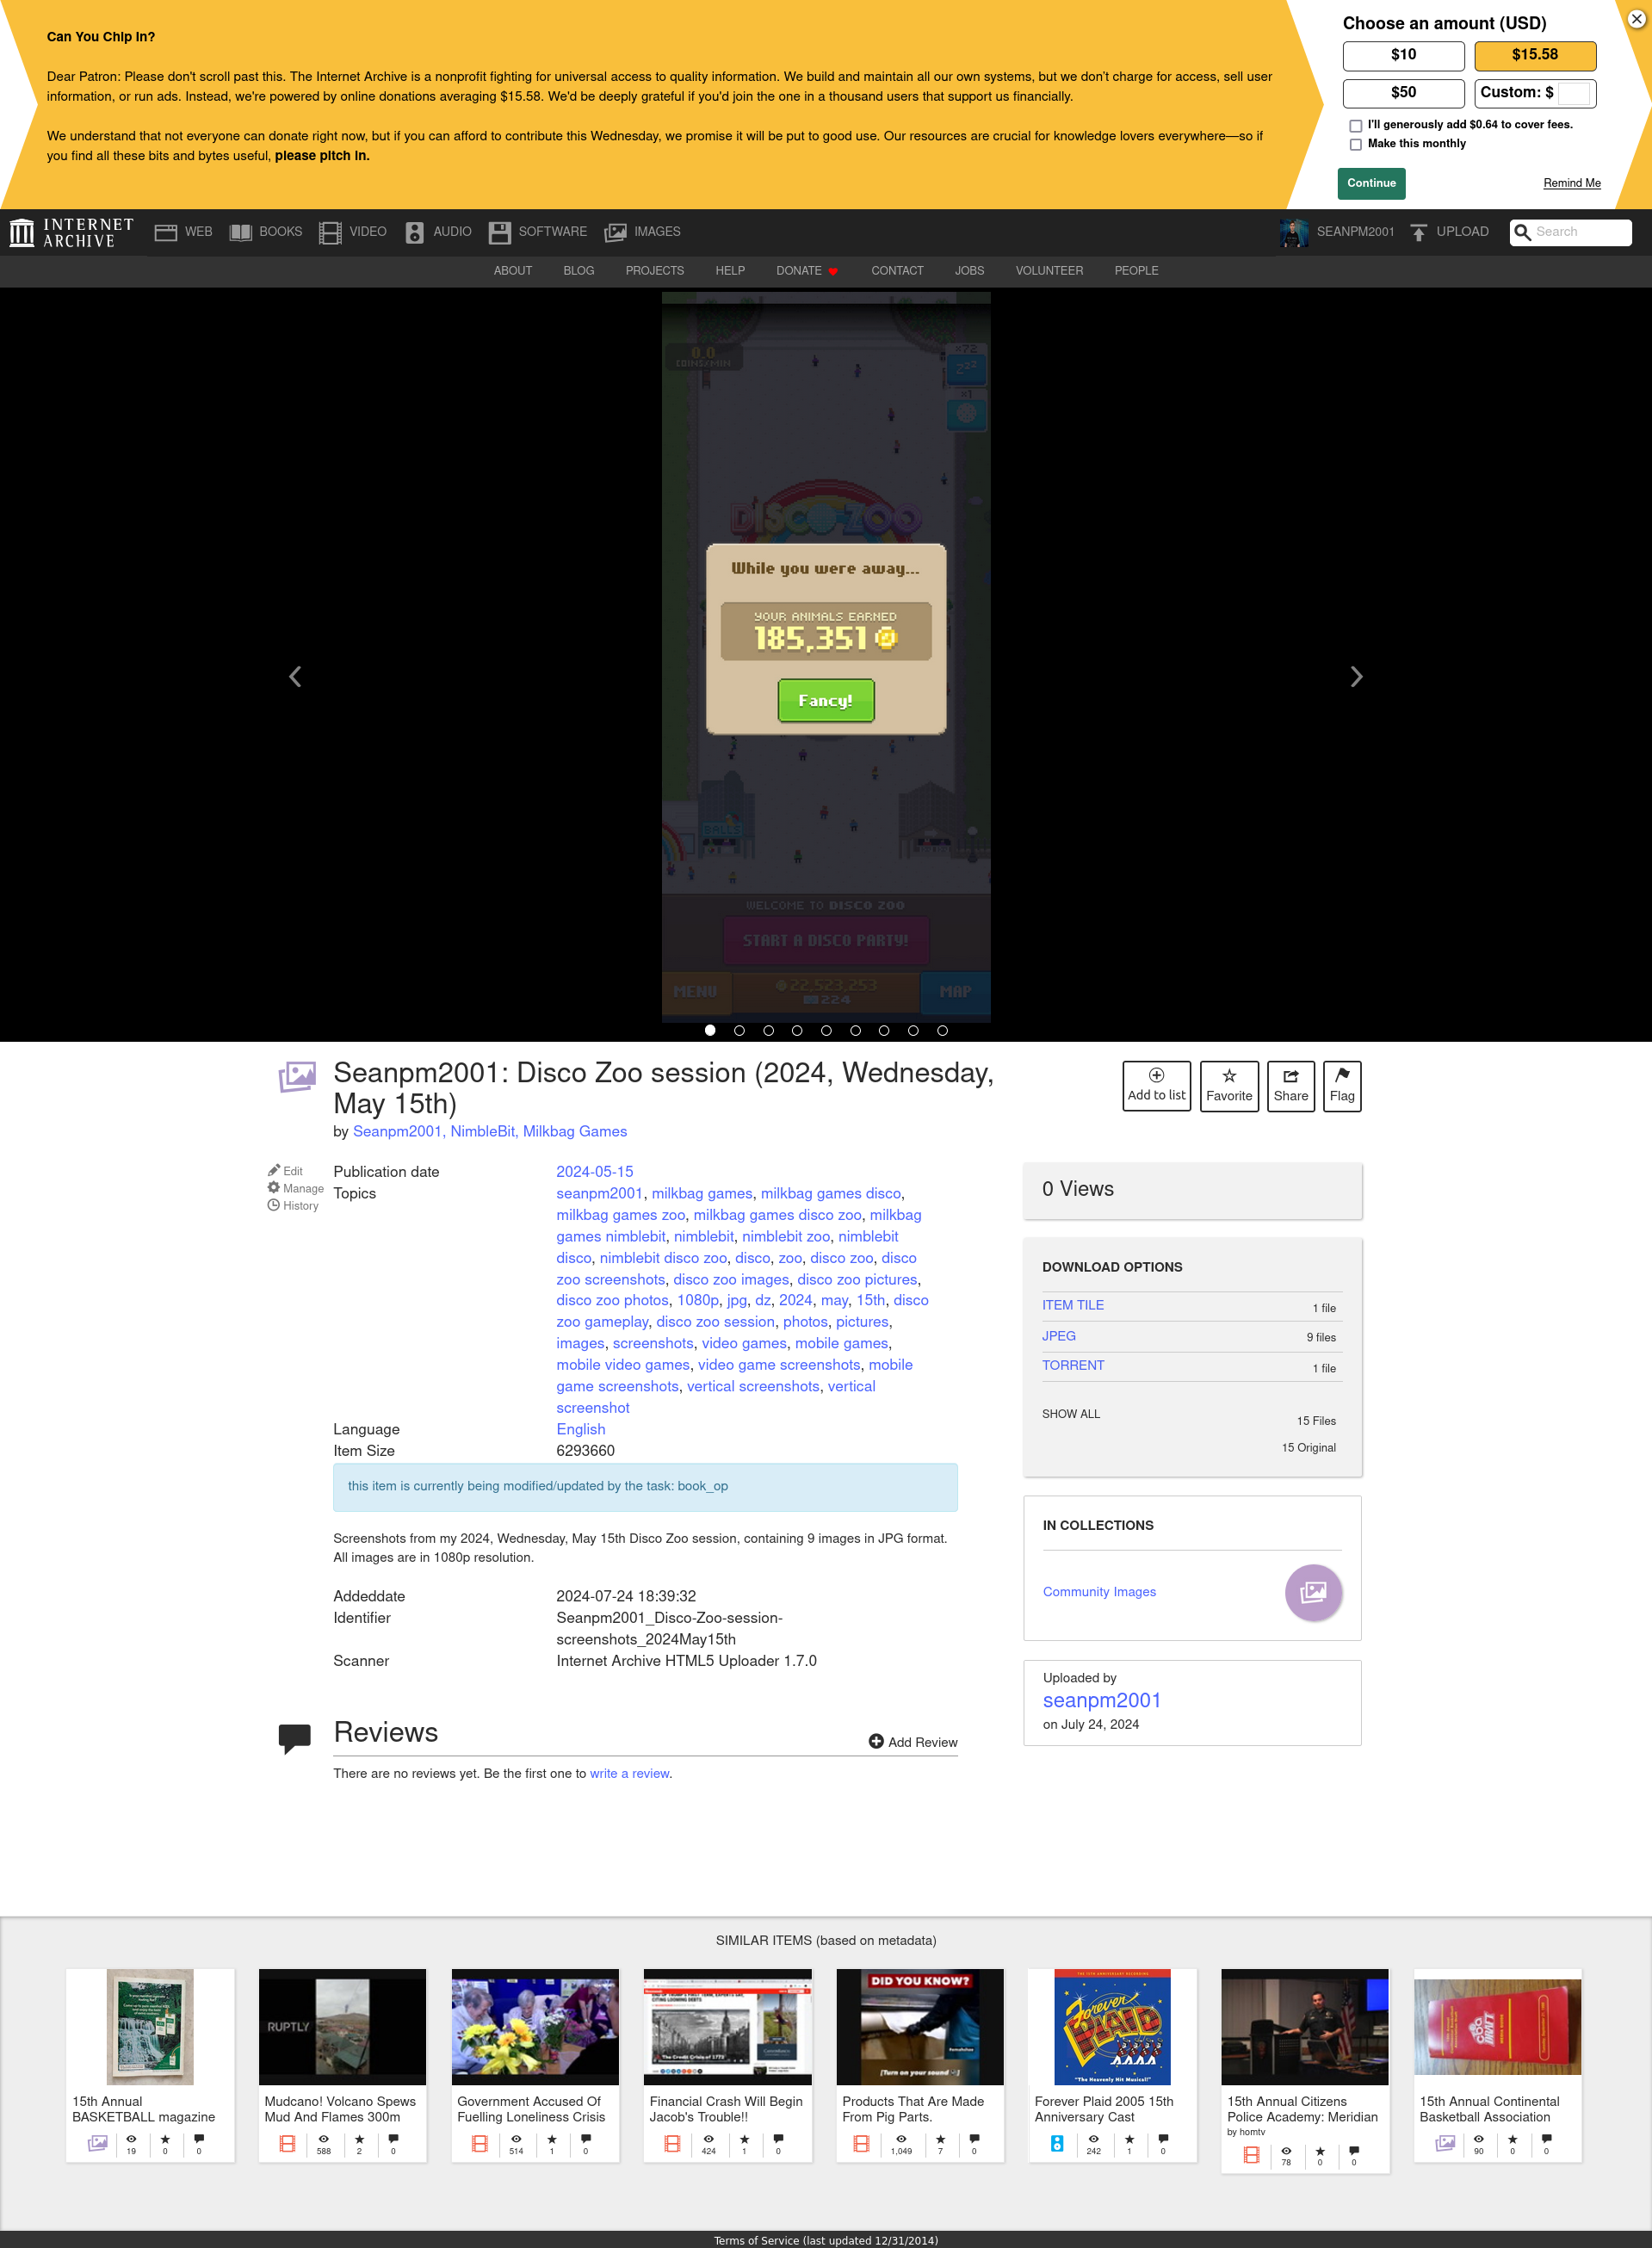 Can You Chip In?
Dear Patron: Please don't scroll past this. The Internet Archive is a nonprofit fighting for universal access to quality information. We build and maintain all our own systems, but we don't charge for access, sell user
information, or run ads. Instead, we're powered by online donations averaging $15.58. We'd be deeply grateful if you'd join the one in a thousand users that support us financially.
We understand that not everyone can donate right now, but if you can afford to contribute this Wednesday, we promise it will be put to good use. Our resources are crucial for knowledge lovers everywhere—so if
you find all these bits and bytes useful, please pitch in.
Choose an amount (USD)
$10
$15.58
$50
Custom: $
I'll generously add $0.64 to cover fees.
Make this monthly
Continue
Remind Me
INTERNET
ARCHIVE
WEB
BOOKS
VIDEO
AUDIO
SOFTWARE
IMAGES
SEANPM2001
UPLOAD
Search
ABOUT
BLOG
PROJECTS
HELP
DONATE
CONTACT
JOBS
VOLUNTEER
PEOPLE
0.0
COINS/MIN
x72
zzz
x1
DISCO ZOO
While you were away...
YOUR ANIMALS EARNED
185,351
Fancy!
BALLS
WELCOME TO DISCO ZOO
START A DISCO PARTY!
MENU
22,523,253
224
MAP
Seanpm2001: Disco Zoo session (2024, Wednesday,
May 15th)
by Seanpm2001, NimbleBit, Milkbag Games
Add to list
Favorite
Share
Flag
Edit
Manage
History
Publication date 2024-05-15
Topics seanpm2001, milkbag games, milkbag games disco,
milkbag games zoo, milkbag games disco zoo, milkbag
games nimblebit, nimblebit, nimblebit zoo, nimblebit
disco, nimblebit disco zoo, disco, zoo, disco zoo, disco
zoo screenshots, disco zoo images, disco zoo pictures,
disco zoo photos, 1080p, jpg, dz, 2024, may, 15th, disco
zoo gameplay, disco zoo session, photos, pictures,
images, screenshots, video games, mobile games,
mobile video games, video game screenshots, mobile
game screenshots, vertical screenshots, vertical
screenshot
Language English
Item Size 6293660
this item is currently being modified/updated by the task: book_op
Screenshots from my 2024, Wednesday, May 15th Disco Zoo session, containing 9 images in JPG format.
All images are in 1080p resolution.
Addeddate 2024-07-24 18:39:32
Identifier Seanpm2001_Disco-Zoo-session-
screenshots_2024May15th
Scanner Internet Archive HTML5 Uploader 1.7.0
Reviews
Add Review
There are no reviews yet. Be the first one to write a review.
0 Views
DOWNLOAD OPTIONS
ITEM TILE 1 file
JPEG 9 files
TORRENT 1 file
SHOW ALL 15 Files
15 Original
IN COLLECTIONS
Community Images
Uploaded by
seanpm2001
on July 24, 2024
SIMILAR ITEMS (based on metadata)
15th Annual
BASKETBALL magazine
19 0 0
RUPTLY
Mudcano! Volcano Spews
Mud And Flames 300m
588 2 0
Government Accused Of
Fuelling Loneliness Crisis
514 1 0
The Credit Crisis of 1772
Financial Crash Will Begin
Jacob's Trouble!!
424 1 0
DID YOU KNOW?
[Turn on your sound
Products That Are Made
From Pig Parts.
1,049 7 0
Forever
PLAID
"The Heavenly Hit Musical!"
Forever Plaid 2005 15th
Anniversary Cast
242 1 0
15th Annual Citizens
Police Academy: Meridian
by homtv
78 0 0
15th Annual Continental
Basketball Association
90 0 0
Terms of Service (last updated 12/31/2014)